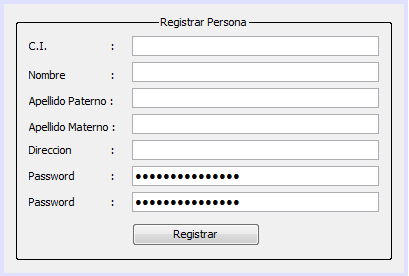 Registrar Persona
C.I. :
Nombre :
Apellido Paterno :
Apellido Materno :
Direccion :
Password : ●●●●●●●●●●●●●●●
Password : ●●●●●●●●●●●●●●●
Registrar